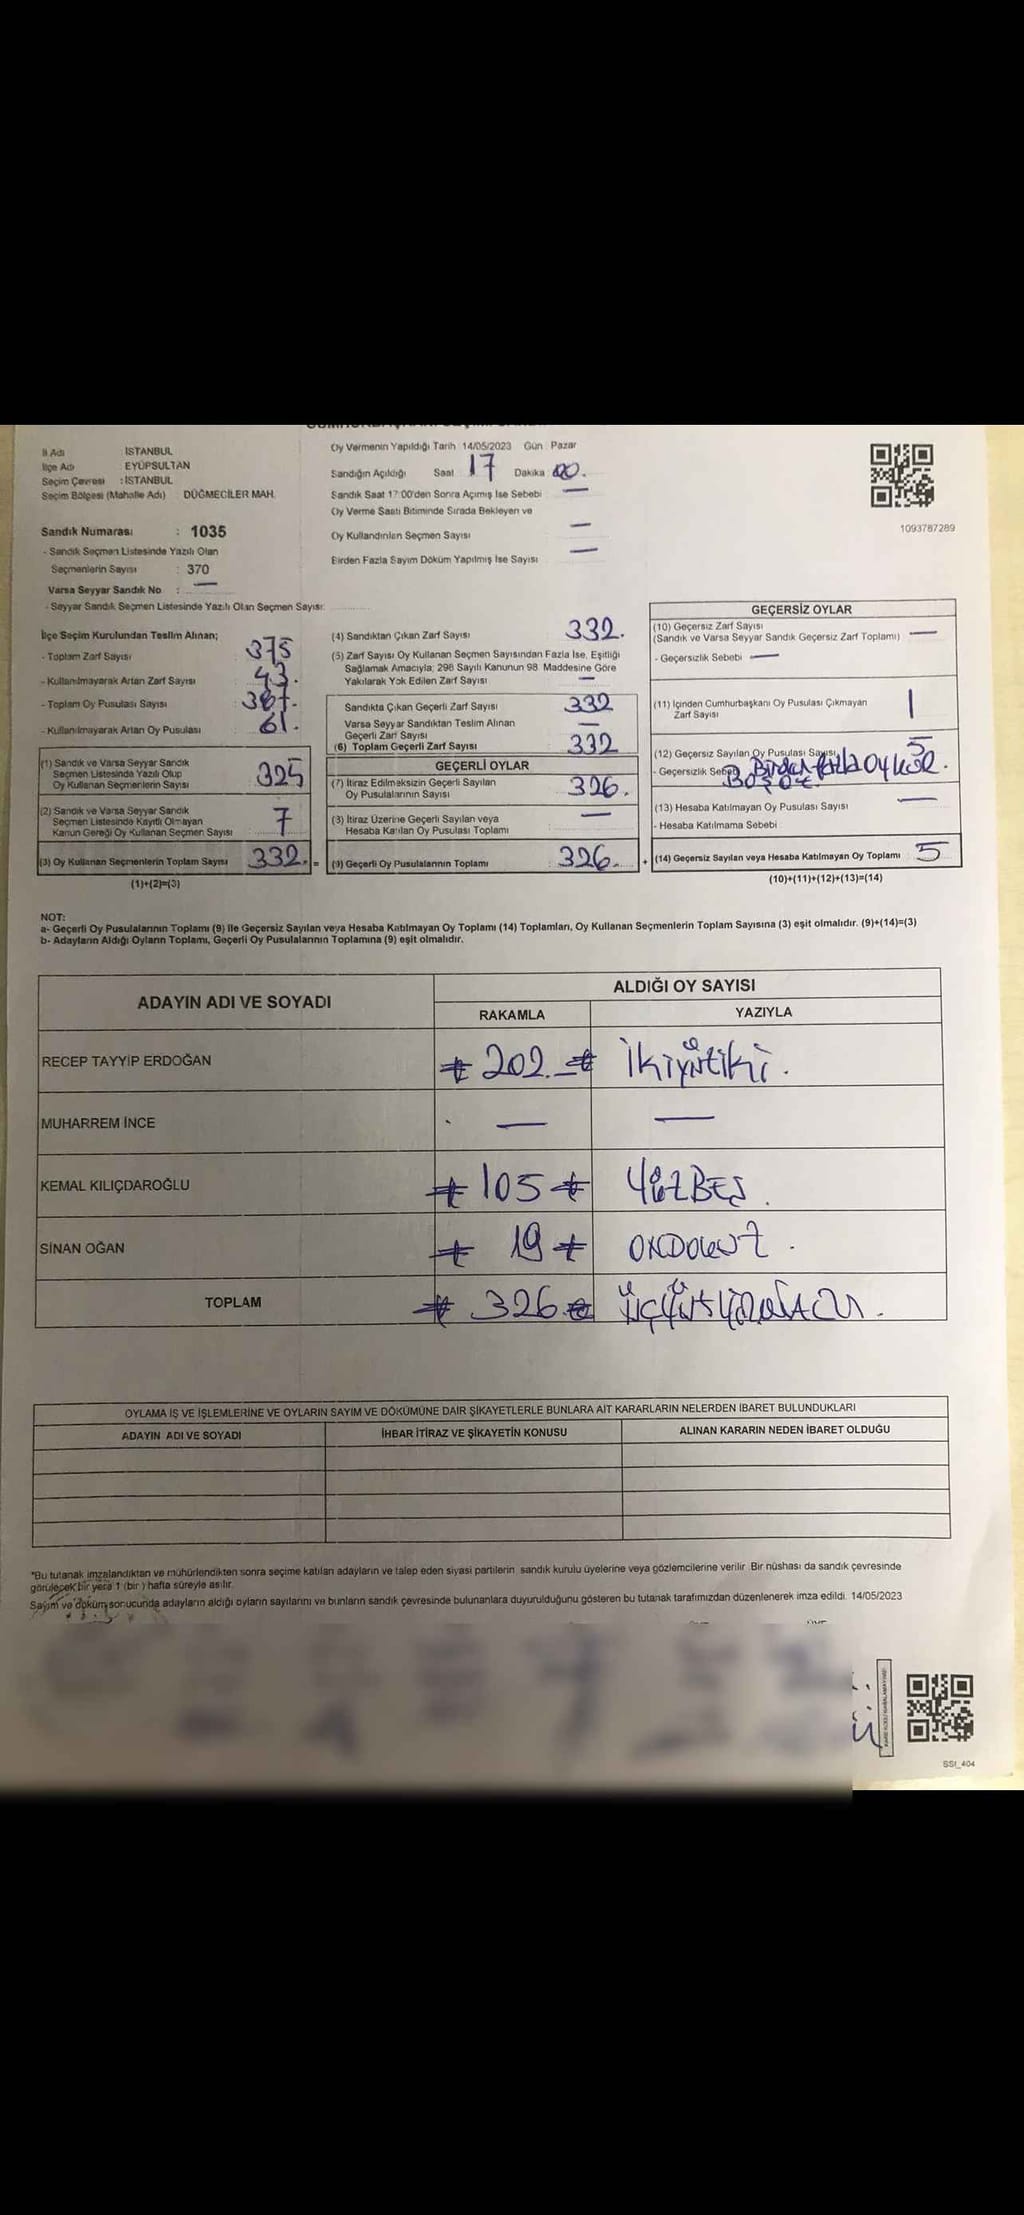 İl Adı İSTANBUL
İlçe Adı EYÜPSULTAN
Seçim Çevresi : İSTANBUL
Seçim Bölgesi (Mahalle Adı) DÜĞMECİLER MAH.
Sandık Numarası : 1035
- Sandık Seçmen Listesinde Yazılı Olan
Seçmenlerin Sayısı : 370
Varsa Seyyar Sandık No : —
- Seyyar Sandık Seçmen Listesinde Yazılı Olan Seçmen Sayısı:
Oy Vermenin Yapıldığı Tarih 14/05/2023 Gün : Pazar
Sandığın Açıldığı Saat 17 Dakika 00.
Sandık Saat 17:00'den Sonra Açımış İse Sebebi —
Oy Verme Saati Bitiminde Sırada Bekleyen ve
Oy Kullandırılan Seçmen Sayısı —
Birden Fazla Sayım Döküm Yapılmış İse Sayısı —
1093787289
İlçe Seçim Kurulundan Teslim Alınan;
- Toplam Zarf Sayısı : 375
- Kullanılmayarak Artan Zarf Sayısı : 43.
- Toplam Oy Pusulası Sayısı : 387.
- Kullanılmayarak Artan Oy Pusulası : 61.
(1) Sandık ve Varsa Seyyar Sandık
Seçmen Listesinde Yazılı Olup
Oy Kullanan Seçmenlerin Sayısı 325
(2) Sandık ve Varsa Seyyar Sandık
Seçmen Listesinde Kayıtlı Olmayan
Kanun Gereği Oy Kullanan Seçmen Sayısı 7
(3) Oy Kullanan Seçmenlerin Toplam Sayısı 332. =
(1)+(2)=(3)
(4) Sandıktan Çıkan Zarf Sayısı 332.
(5) Zarf Sayısı Oy Kullanan Seçmen Sayısından Fazla İse, Eşitliği
Sağlamak Amacıyla; 298 Sayılı Kanunun 98. Maddesine Göre
Yakılarak Yok Edilen Zarf Sayısı —
Sandıkta Çıkan Geçerli Zarf Sayısı 332
Varsa Seyyar Sandıktan Teslim Alınan
Geçerli Zarf Sayısı —
(6) Toplam Geçerli Zarf Sayısı 332
GEÇERLİ OYLAR
(7) İtiraz Edilmeksizin Geçerli Sayılan
Oy Pusulalarının Sayısı : 326.
(3) İtiraz Üzerine Geçerli Sayılan veya
Hesaba Katılan Oy Pusulası Toplamı : —
(9) Geçerli Oy Pusulalarının Toplamı : 326. +
GEÇERSİZ OYLAR
(10) Geçersiz Zarf Sayısı
(Sandık ve Varsa Seyyar Sandık Geçersiz Zarf Toplamı) —
- Geçersizlik Sebebi —
(11) İçinden Cumhurbaşkanı Oy Pusulası Çıkmayan
Zarf Sayısı 1
(12) Geçersiz Sayılan Oy Pusulası Sayısı 5
- Geçersizlik Sebebi Birden fazla Oy
(13) Hesaba Katılmayan Oy Pusulası Sayısı —
- Hesaba Katılmama Sebebi
(14) Geçersiz Sayılan veya Hesaba Katılmayan Oy Toplamı 5
(10)+(11)+(12)+(13)=(14)
NOT:
a- Geçerli Oy Pusulalarının Toplamı (9) ile Geçersiz Sayılan veya Hesaba Katılmayan Oy Toplamı (14) Toplamları, Oy Kullanan Seçmenlerin Toplam Sayısına (3) eşit olmalıdır. (9)+(14)=(3)
b- Adayların Aldığı Oyların Toplamı, Geçerli Oy Pusulalarının Toplamına (9) eşit olmalıdır.
ADAYIN ADI VE SOYADI ALDIĞI OY SAYISI
RAKAMLA YAZIYLA
RECEP TAYYİP ERDOĞAN 202. İkiyüziki.
MUHARREM İNCE — —
KEMAL KILIÇDAROĞLU 105 YÜZBEŞ.
SİNAN OĞAN 19 ONDOKUZ.
TOPLAM 326 ÜÇYÜZYİRMİALTI.
OYLAMA İŞ VE İŞLEMLERİNE VE OYLARIN SAYIM VE DÖKÜMÜNE DAİR ŞİKAYETLERLE BUNLARA AİT KARARLARIN NELERDEN İBARET BULUNDUKLARI
ADAYIN ADI VE SOYADI İHBAR İTİRAZ VE ŞİKAYETİN KONUSU ALINAN KARARIN NEDEN İBARET OLDUĞU
*Bu tutanak imzalandıktan ve mühürlendikten sonra seçime katılan adayların ve talep eden siyasi partilerin sandık kurulu üyelerine veya gözlemcilerine verilir. Bir nüshası da sandık çevresinde
görülecek bir yere 1 (bir) hafta süreyle asılır.
Sayım ve döküm sonucunda adayların aldığı oyların sayılarını ve bunların sandık çevresinde bulunanlara duyurulduğunu gösteren bu tutanak tarafımızdan düzenlenerek imza edildi. 14/05/2023
SSI_404